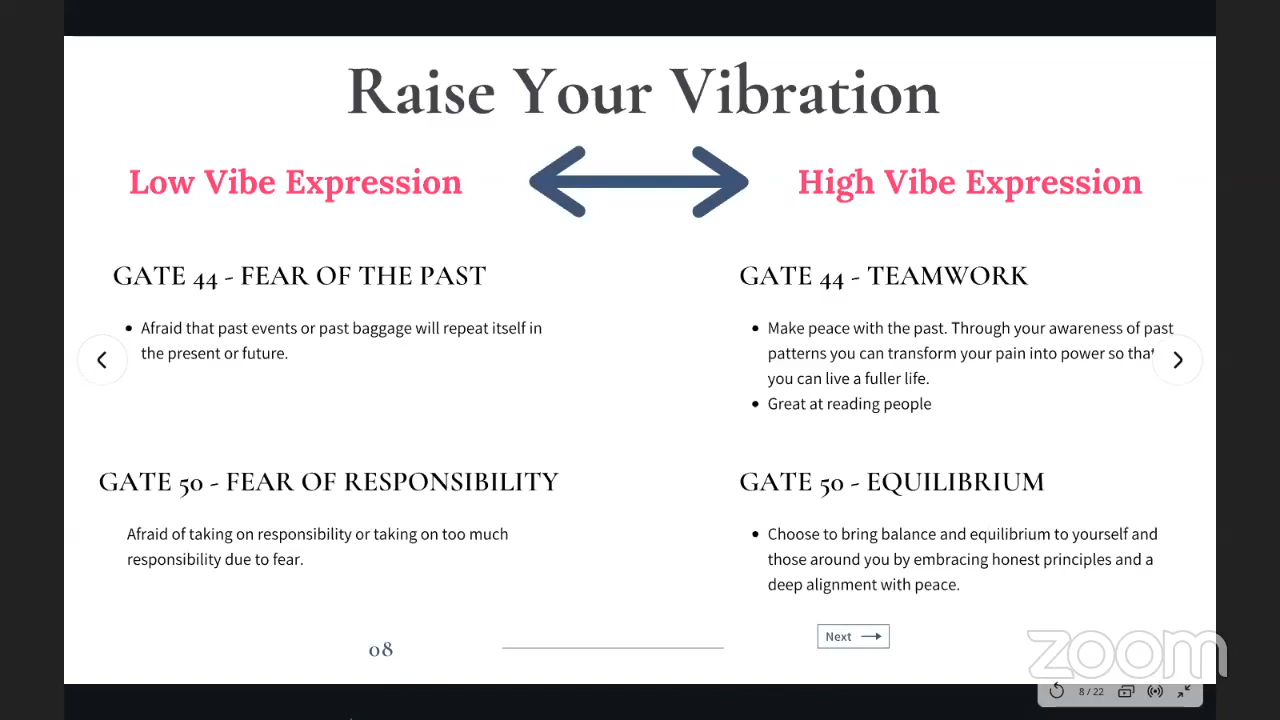 Raise Your Vibration
Low Vibe Expression
High Vibe Expression
GATE 44 - FEAR OF THE PAST
• Afraid that past events or past baggage will repeat itself in
the present or future.
GATE 44 - TEAMWORK
• Make peace with the past. Through your awareness of past
patterns you can transform your pain into power so that
you can live a fuller life.
• Great at reading people
GATE 50 - FEAR OF RESPONSIBILITY
Afraid of taking on responsibility or taking on too much
responsibility due to fear.
GATE 50 - EQUILIBRIUM
• Choose to bring balance and equilibrium to yourself and
those around you by embracing honest principles and a
deep alignment with peace.
08
Next
zoom
8 / 22